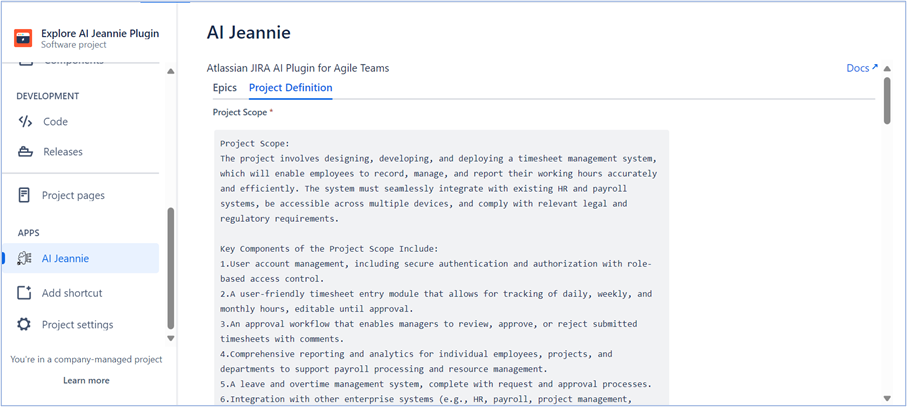 Explore AI Jeannie Plugin
Software project
Components
DEVELOPMENT
Code
Releases
Project pages
APPS
AI Jeannie
Add shortcut
Project settings
You're in a company-managed project
Learn more
AI Jeannie
Atlassian JIRA AI Plugin for Agile Teams
Docs
Epics
Project Definition
Project Scope *
Project Scope:
The project involves designing, developing, and deploying a timesheet management system,
which will enable employees to record, manage, and report their working hours accurately
and efficiently. The system must seamlessly integrate with existing HR and payroll
systems, be accessible across multiple devices, and comply with relevant legal and
regulatory requirements.
Key Components of the Project Scope Include:
1.User account management, including secure authentication and authorization with role-
based access control.
2.A user-friendly timesheet entry module that allows for tracking of daily, weekly, and
monthly hours, editable until approval.
3.An approval workflow that enables managers to review, approve, or reject submitted
timesheets with comments.
4.Comprehensive reporting and analytics for individual employees, projects, and
departments to support payroll processing and resource management.
5.A leave and overtime management system, complete with request and approval processes.
6.Integration with other enterprise systems (e.g., HR, payroll, project management,